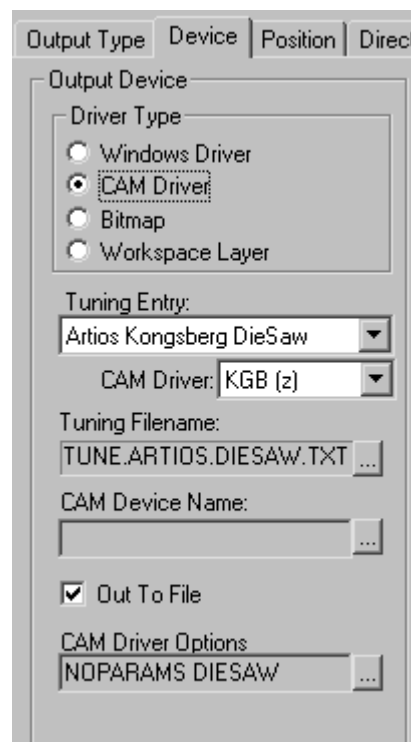 Output Type Device Position Direc
Output Device
Driver Type
Windows Driver
CAM Driver
Bitmap
Workspace Layer
Tuning Entry:
Artios Kongsberg DieSaw
CAM Driver: KGB (z)
Tuning Filename:
TUNE.ARTIOS.DIESAW.TXT ...
CAM Device Name:
...
Out To File
CAM Driver Options
NOPARAMS DIESAW ...